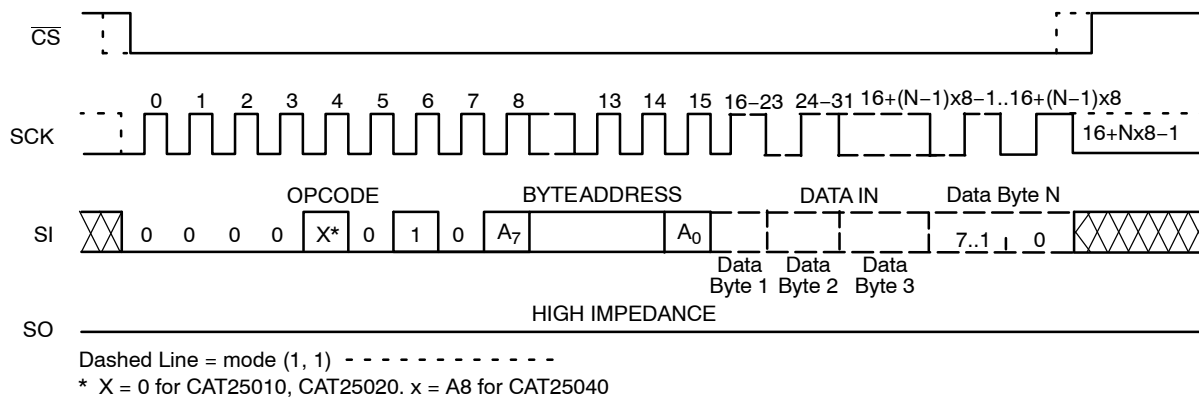 CS
0 1 2 3 4 5 6 7 8 13 14 15 16−23 24−31 16+(N−1)x8−1..16+(N−1)x8
SCK
16+Nx8−1
OPCODE BYTE ADDRESS DATA IN Data Byte N
SI 0 0 0 0 X* 0 1 0 A7 A0 7..1 0
Data Byte 1 Data Byte 2 Data Byte 3
HIGH IMPEDANCE
SO
Dashed Line = mode (1, 1)
* X = 0 for CAT25010, CAT25020. x = A8 for CAT25040